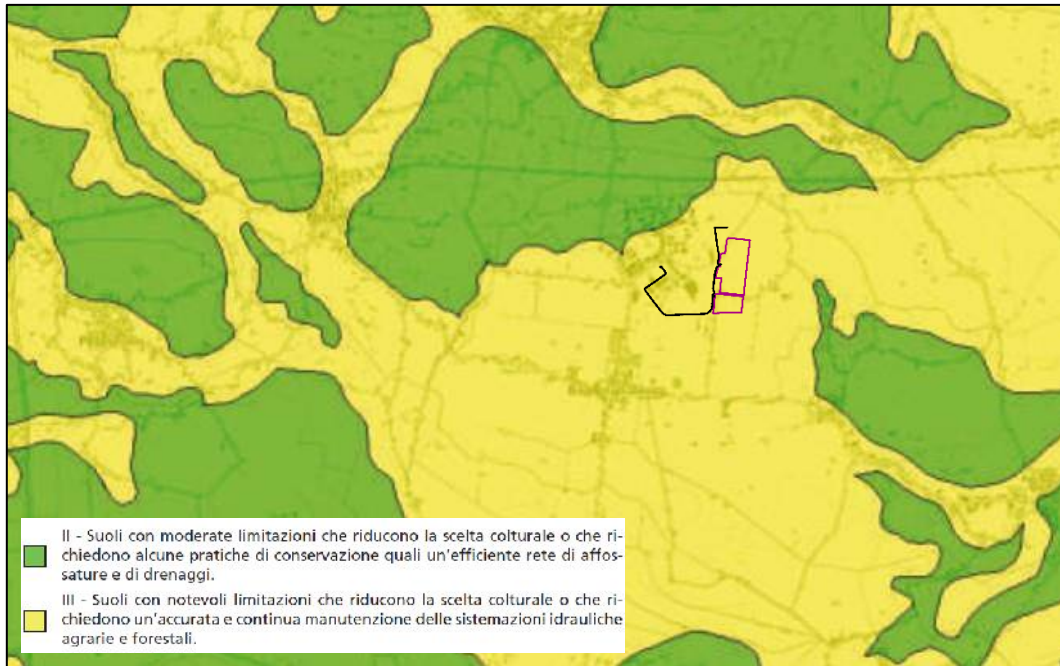 II - Suoli con moderate limitazioni che riducono la scelta colturale o che ri-
chiedono alcune pratiche di conservazione quali un'efficiente rete di affos-
sature e di drenaggi.
III - Suoli con notevoli limitazioni che riducono la scelta colturale o che ri-
chiedono un'accurata e continua manutenzione delle sistemazioni idrauliche
agrarie e forestali.